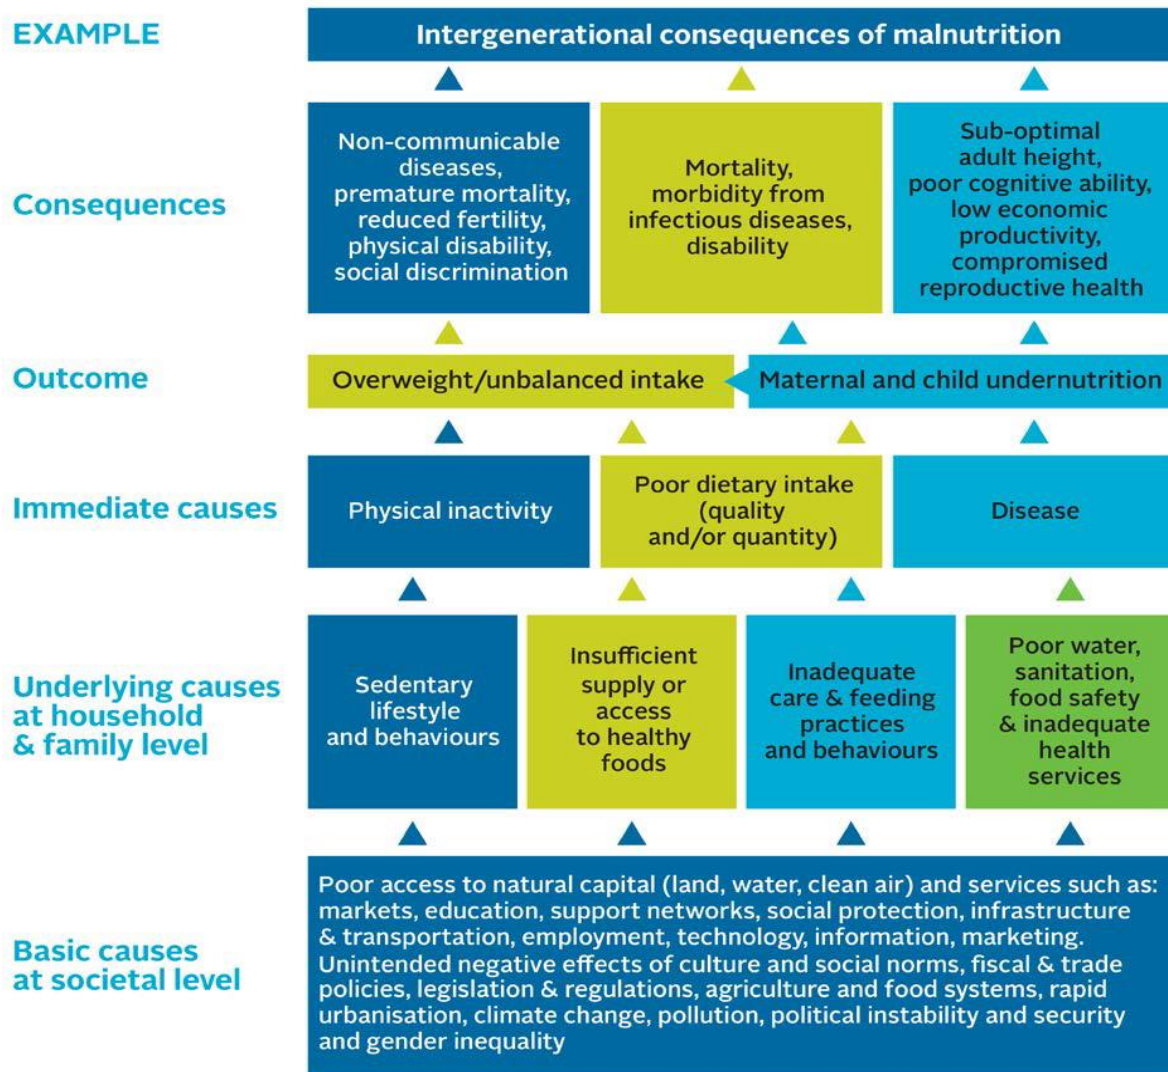 EXAMPLE
Intergenerational consequences of malnutrition
Consequences
Non-communicable
diseases,
premature mortality,
reduced fertility,
physical disability,
social discrimination
Mortality,
morbidity from
infectious diseases,
disability
Sub-optimal
adult height,
poor cognitive ability,
low economic
productivity,
compromised
reproductive health
Outcome
Overweight/unbalanced intake
Maternal and child undernutrition
Immediate causes
Physical inactivity
Poor dietary intake
(quality
and/or quantity)
Disease
Underlying causes
at household
& family level
Sedentary
lifestyle
and behaviours
Insufficient
supply or
access
to healthy
foods
Inadequate
care & feeding
practices
and behaviours
Poor water,
sanitation,
food safety
& inadequate
health
services
Basic causes
at societal level
Poor access to natural capital (land, water, clean air) and services such as:
markets, education, support networks, social protection, infrastructure
& transportation, employment, technology, information, marketing.
Unintended negative effects of culture and social norms, fiscal & trade
policies, legislation & regulations, agriculture and food systems, rapid
urbanisation, climate change, pollution, political instability and security
and gender inequality